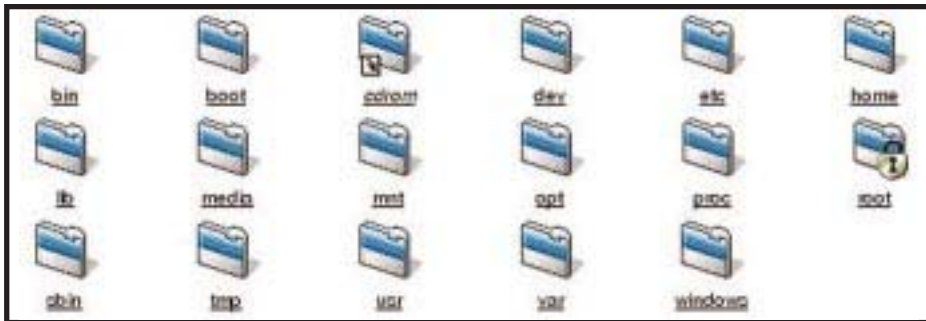 bin boot cdrom dev etc home
lib media mnt opt proc root
sbin tmp usr var windows